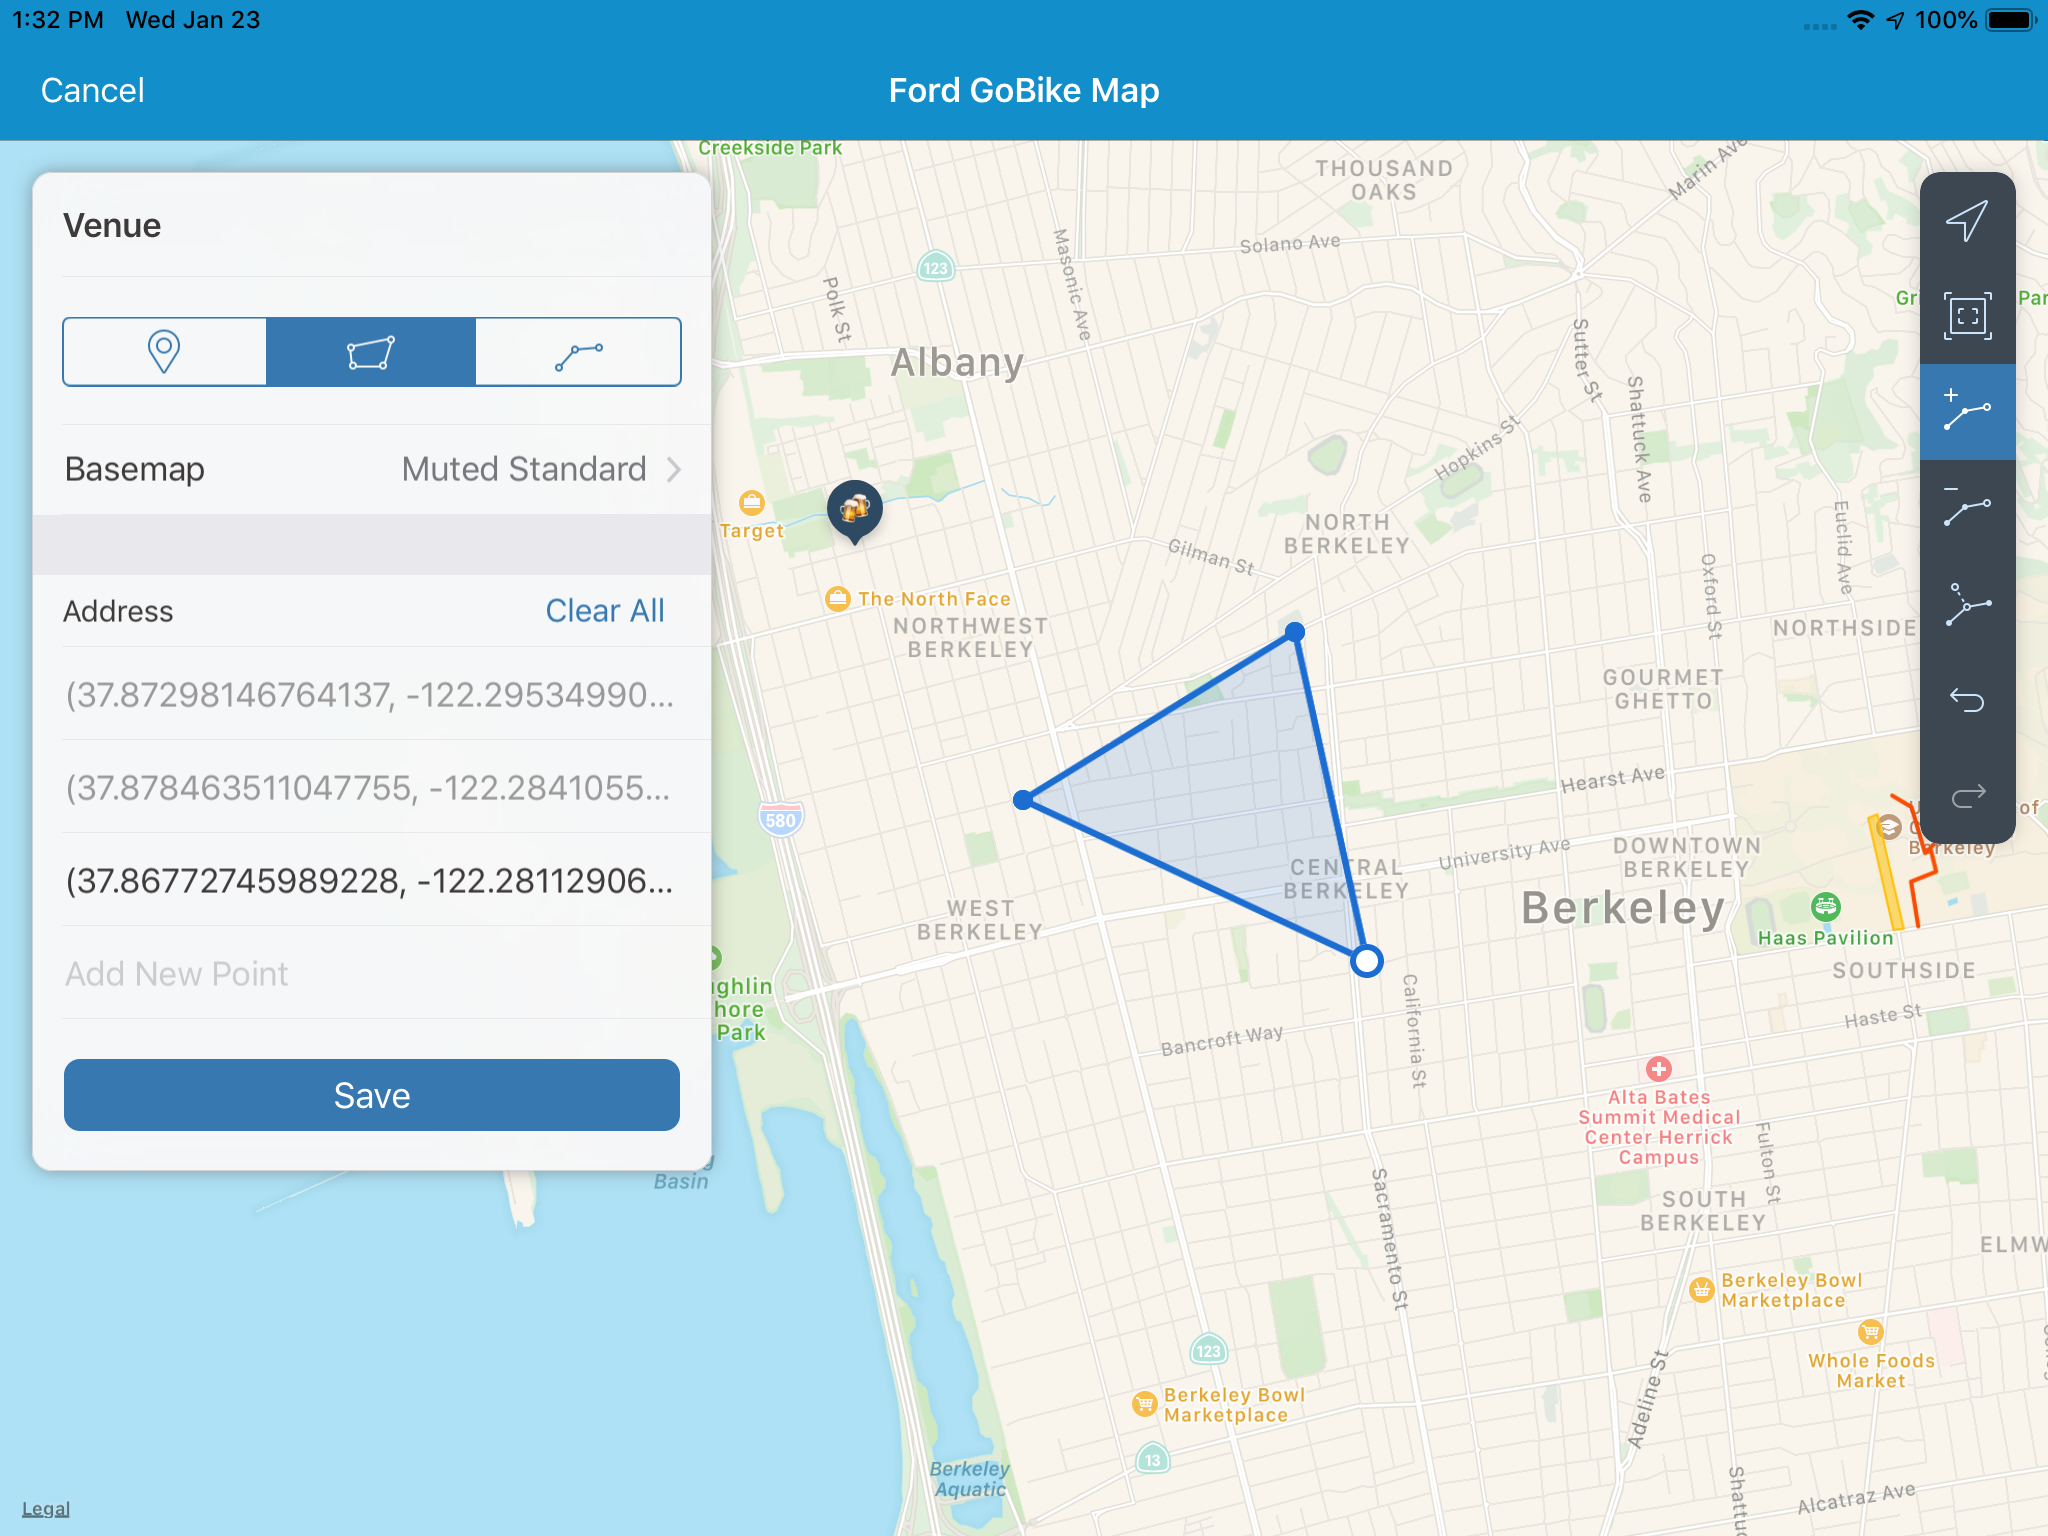 1:32 PM Wed Jan 23
100%
Cancel
Ford GoBike Map
Venue
Basemap
Muted Standard
Address
Clear All
(37.87298146764137, -122.29534990...
(37.878463511047755, -122.2841055...
(37.86772745989228, -122.28112906...
Add New Point
Save
Creekside Park
THOUSAND
OAKS
Marin Ave
Solano Ave
Masonic Ave
Polk St
123
Albany
Sutter St
Shattuck Ave
Hopkins St
Target
NORTH
BERKELEY
Gilman St
Euclid Ave
Oxford St
The North Face
NORTHWEST
BERKELEY
NORTHSIDE
GOURMET
GHETTO
Hearst Ave
580
University Ave
DOWNTOWN
BERKELEY
CENTRAL
BERKELEY
of
Berkeley
WEST
BERKELEY
Berkeley
Haas Pavilion
SOUTHSIDE
Haste St
California St
Bancroft Way
Park
Alta Bates
Summit Medical
Center Herrick
Campus
Fulton St
Basin
Sacramento St
SOUTH
BERKELEY
ELMW
Berkeley Bowl
Marketplace
123
Whole Foods
Market
Berkeley Bowl
Marketplace
Adeline St
13
Berkeley
Aquatic
Alcatraz Ave
Legal